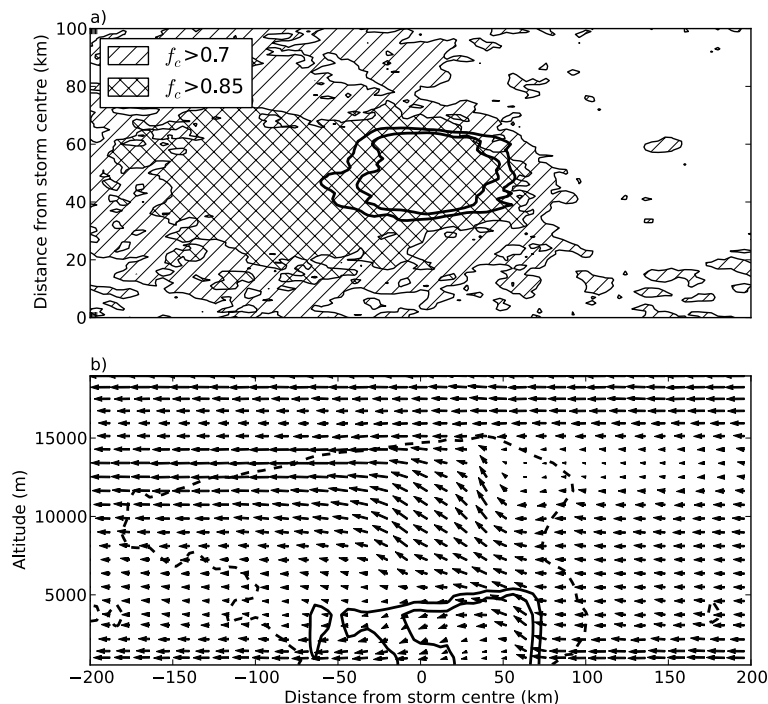 a)
100
80
60
40
20
0
Distance from storm centre (km)
f_c>0.7
f_c>0.85
b)
15000
10000
5000
Altitude (m)
−200 −150 −100 −50 0 50 100 150 200
Distance from storm centre (km)